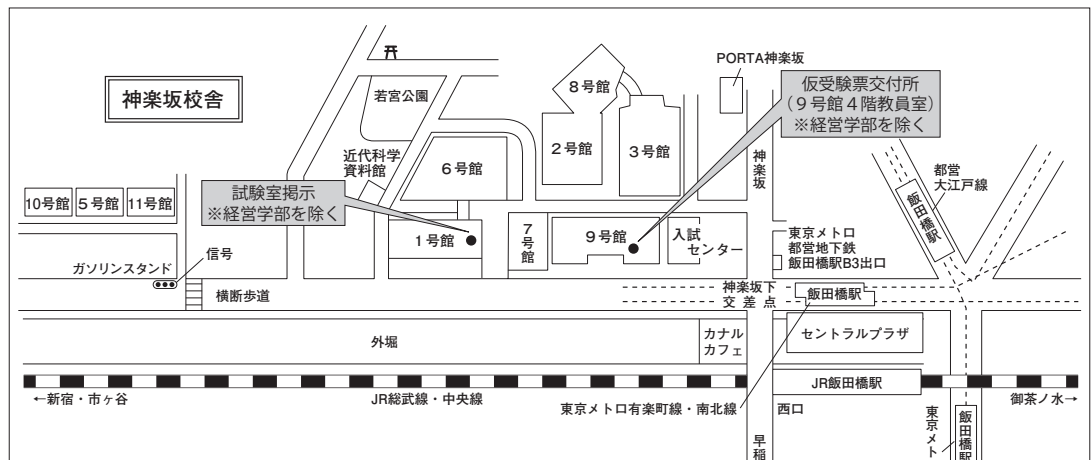 神楽坂校舎
若宮公園
近代科学
資料館
6号館
8号館
2号館
3号館
PORTA神楽坂
仮受験票交付所
(9号館4階教員室)
※経営学部を除く
神楽坂
都営
大江戸線
飯田橋駅
10号館
5号館
11号館
試験室掲示
※経営学部を除く
1号館
7号館
9号館
入試
センター
東京メトロ
都営地下鉄
飯田橋駅B3出口
ガソリンスタンド
信号
横断歩道
神楽坂下
交差点
飯田橋駅
外堀
カナル
カフェ
セントラルプラザ
JR飯田橋駅
←新宿・市ヶ谷
JR総武線・中央線
東京メトロ有楽町線・南北線
西口
御茶ノ水→
早稲
東京メト
飯田橋駅